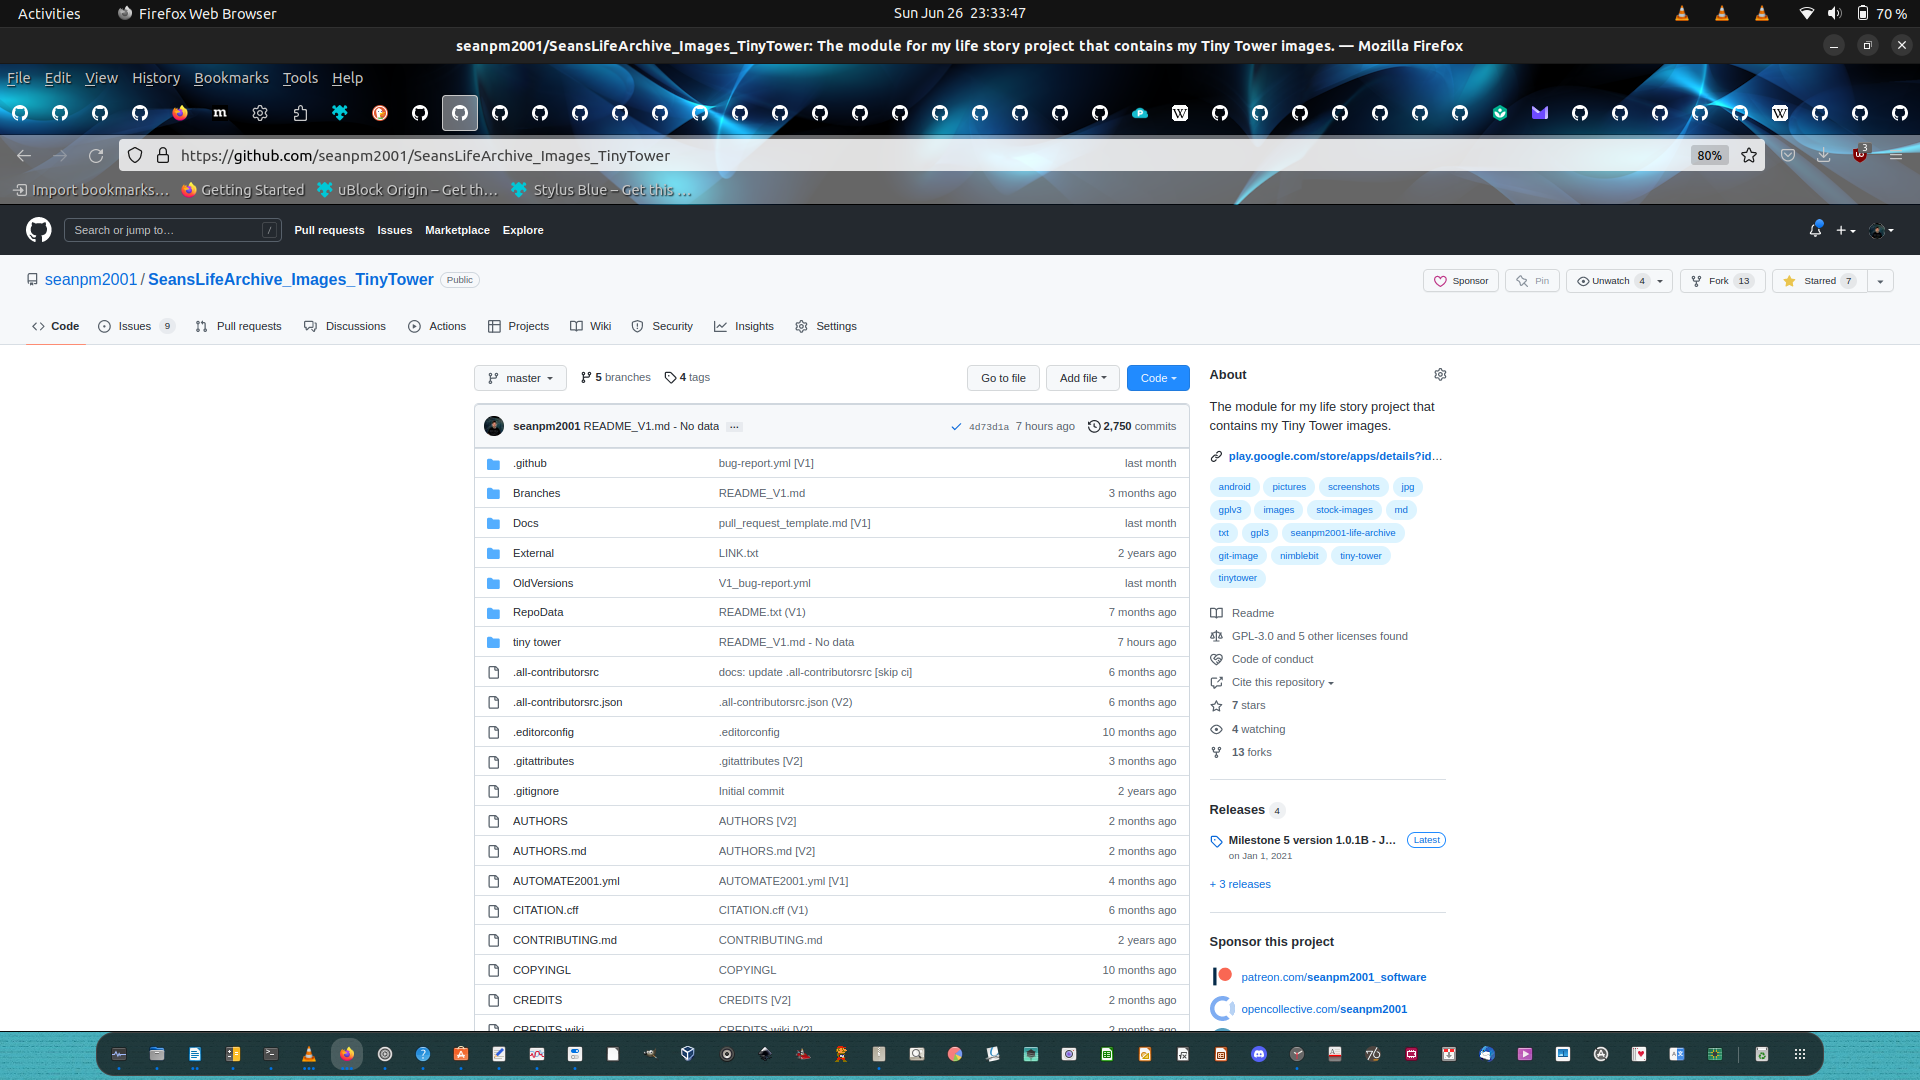 Activities Firefox Web Browser Sun Jun 26 23:33:47 70 %
seanpm2001/SeansLifeArchive_Images_TinyTower: The module for my life story project that contains my Tiny Tower images. — Mozilla Firefox
File Edit View History Bookmarks Tools Help
https://github.com/seanpm2001/SeansLifeArchive_Images_TinyTower 80% 3
Import bookmarks... Getting Started uBlock Origin – Get th... Stylus Blue – Get this ...
Search or jump to... / Pull requests Issues Marketplace Explore
seanpm2001 / SeansLifeArchive_Images_TinyTower Public Sponsor Pin Unwatch 4 Fork 13 Starred 7
Code Issues 9 Pull requests Discussions Actions Projects Wiki Security Insights Settings
master 5 branches 4 tags Go to file Add file Code
seanpm2001 README_V1.md - No data ... 4d73d1a 7 hours ago 2,750 commits
.github bug-report.yml [V1] last month
Branches README_V1.md 3 months ago
Docs pull_request_template.md [V1] last month
External LINK.txt 2 years ago
OldVersions V1_bug-report.yml last month
RepoData README.txt (V1) 7 months ago
tiny tower README_V1.md - No data 7 hours ago
.all-contributorsrc docs: update .all-contributorsrc [skip ci] 6 months ago
.all-contributorsrc.json .all-contributorsrc.json (V2) 6 months ago
.editorconfig .editorconfig 10 months ago
.gitattributes .gitattributes [V2] 3 months ago
.gitignore Initial commit 2 years ago
AUTHORS AUTHORS [V2] 2 months ago
AUTHORS.md AUTHORS.md [V2] 2 months ago
AUTOMATE2001.yml AUTOMATE2001.yml [V1] 4 months ago
CITATION.cff CITATION.cff (V1) 6 months ago
CONTRIBUTING.md CONTRIBUTING.md 2 years ago
COPYINGL COPYINGL 10 months ago
CREDITS CREDITS [V2] 2 months ago
CREDITS.wiki CREDITS.wiki [V2] 2 months ago
About
The module for my life story project that
contains my Tiny Tower images.
play.google.com/store/apps/details?id...
android pictures screenshots jpg
gplv3 images stock-images md
txt gpl3 seanpm2001-life-archive
git-image nimblebit tiny-tower
tinytower
Readme
GPL-3.0 and 5 other licenses found
Code of conduct
Cite this repository
7 stars
4 watching
13 forks
Releases 4
Milestone 5 version 1.0.1B - J... Latest
on Jan 1, 2021
+ 3 releases
Sponsor this project
patreon.com/seanpm2001_software
opencollective.com/seanpm2001